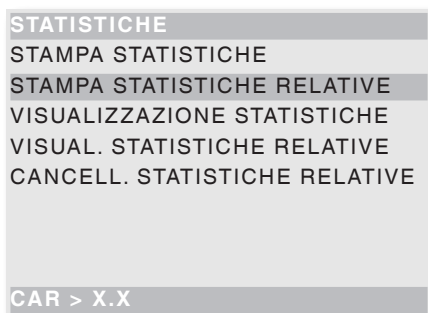 STATISTICHE
STAMPA STATISTICHE
STAMPA STATISTICHE RELATIVE
VISUALIZZAZIONE STATISTICHE
VISUAL. STATISTICHE RELATIVE
CANCELL. STATISTICHE RELATIVE
CAR > X.X